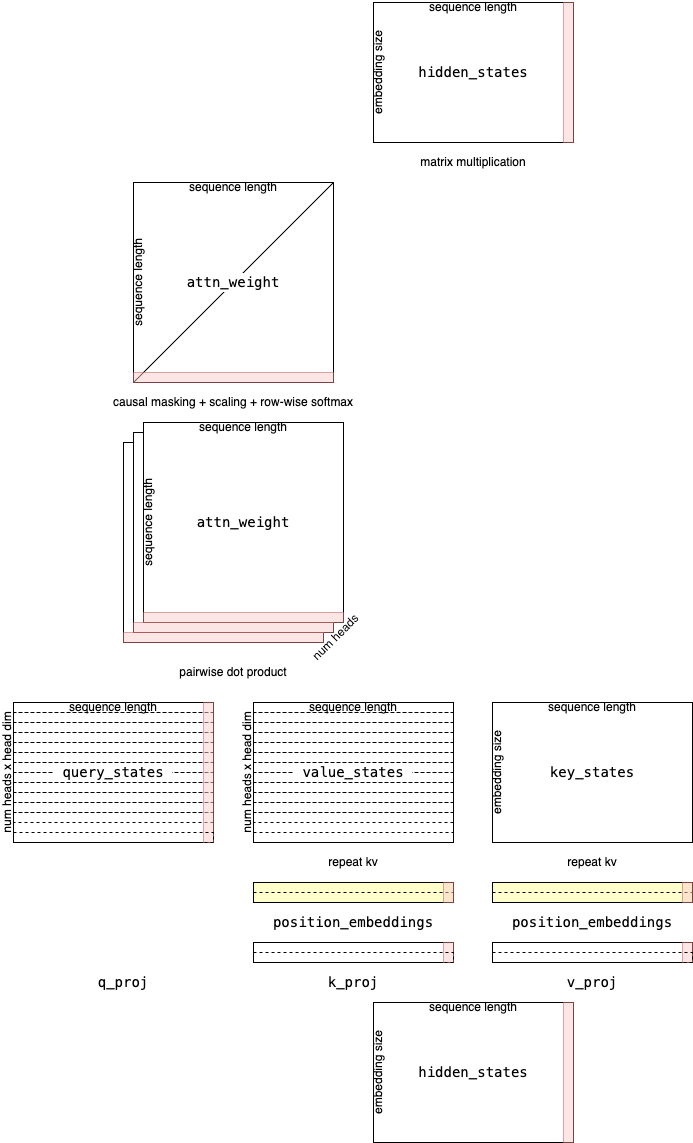 sequence length
embedding size
hidden_states
matrix multiplication
sequence length
sequence length
attn_weight
causal masking + scaling + row-wise softmax
sequence length
sequence length
attn_weight
num heads
pairwise dot product
sequence length
sequence length
sequence length
num heads x head dim
query_states
num heads x head dim
value_states
embedding size
key_states
repeat kv
repeat kv
position_embeddings
position_embeddings
q_proj
k_proj
v_proj
sequence length
embedding size
hidden_states